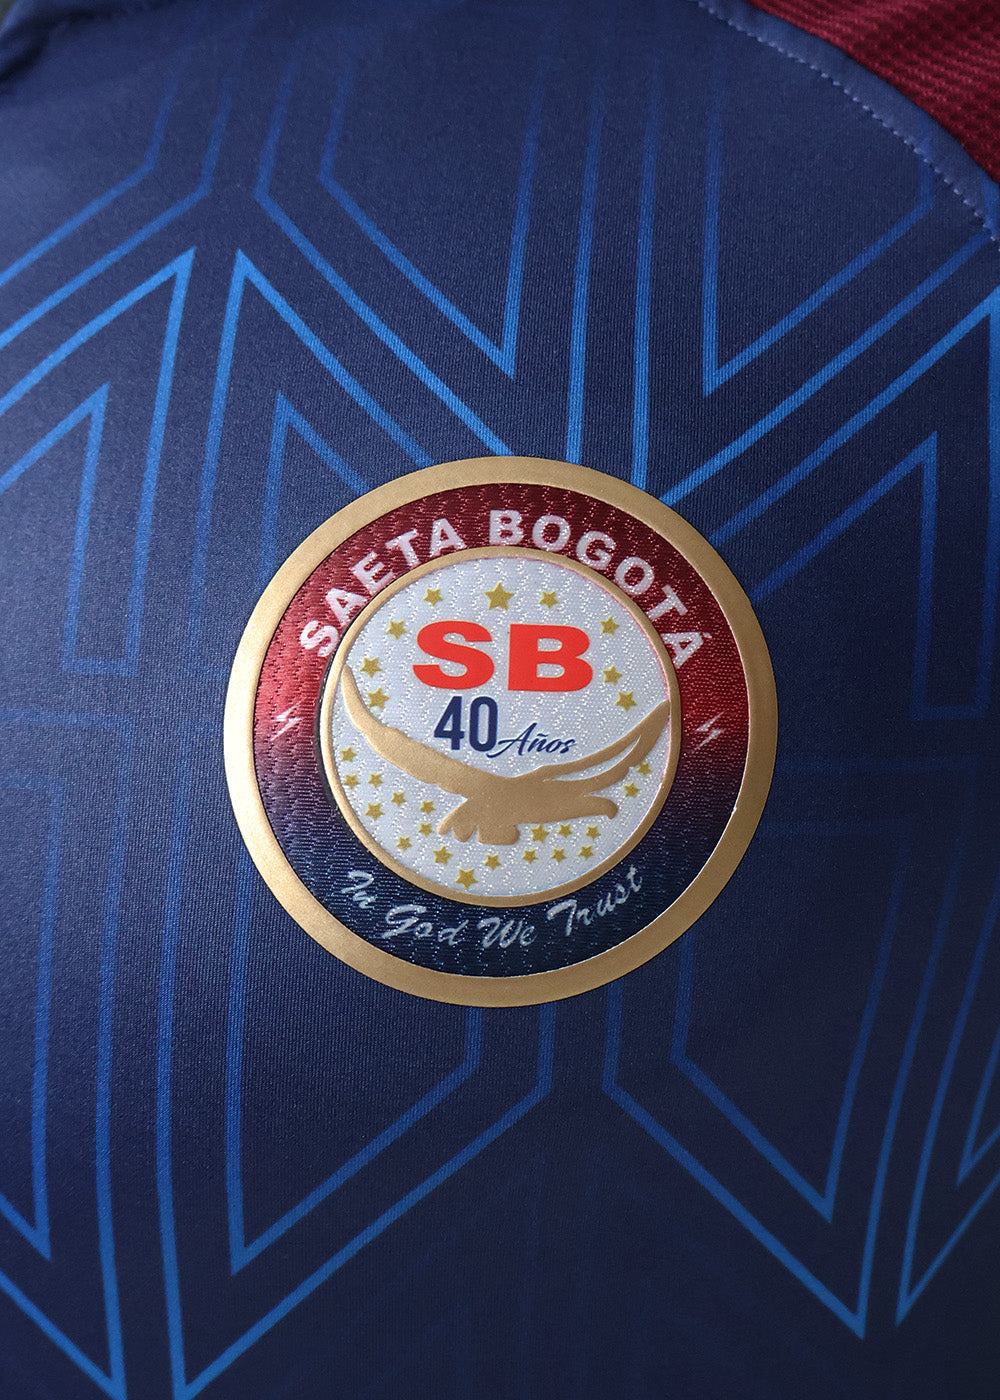 SAETA BOGOTÁ
SB
40 Años
In God We Trust